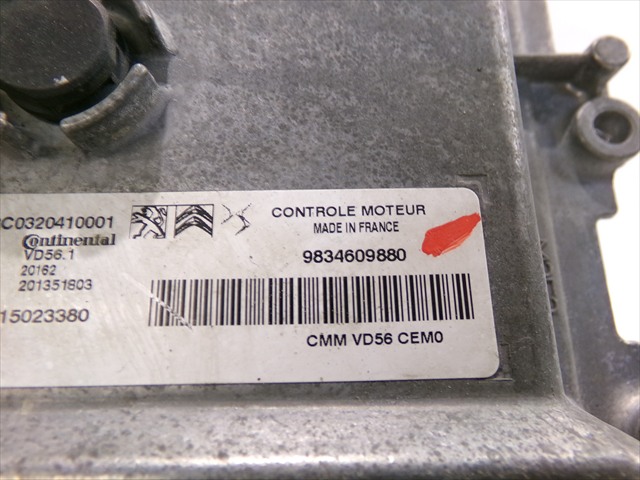 C0320410001
Continental
VD56.1
20162
201351803
15023380
CONTROLE MOTEUR
MADE IN FRANCE
9834609880
CMM VD56 CEM0